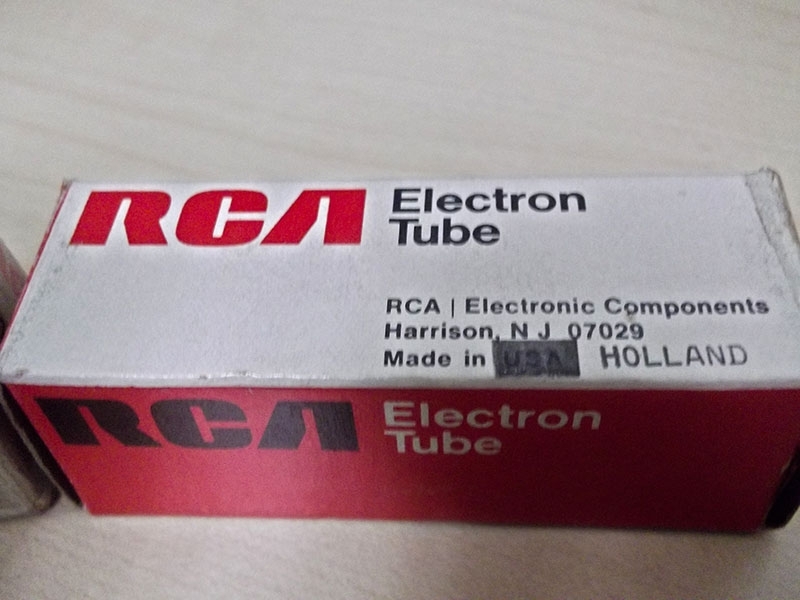 RCA Electron
Tube
RCA | Electronic Components
Harrison, N J 07029
Made in USA HOLLAND
RCA Electron
Tube